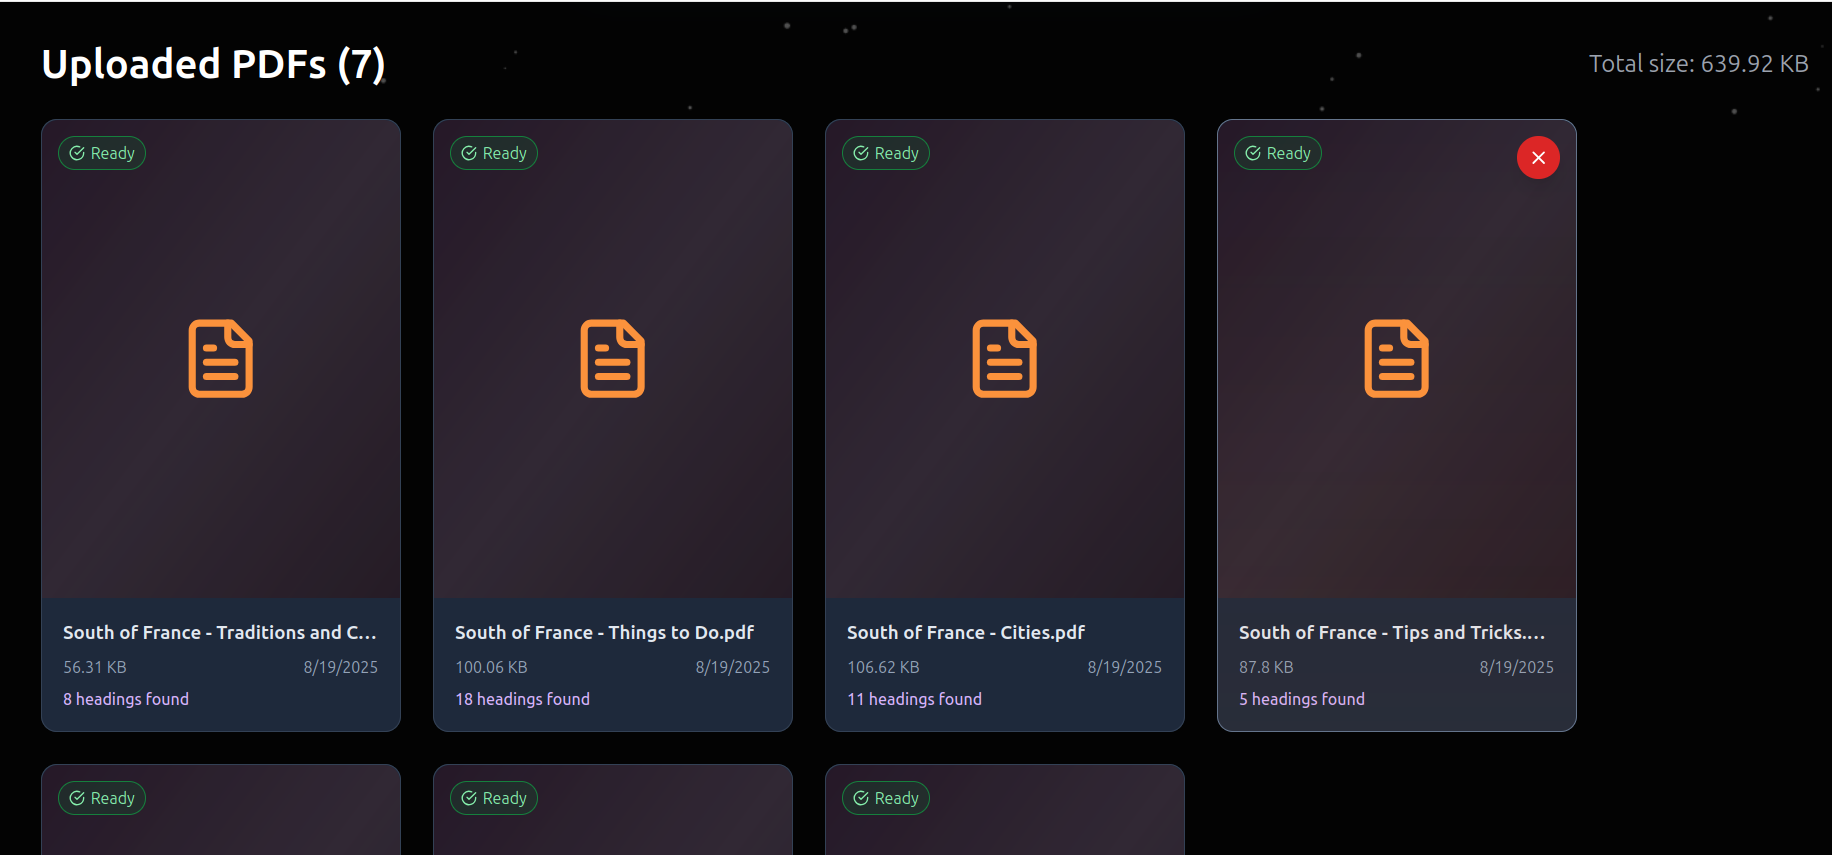 Uploaded PDFs (7)
Total size: 639.92 KB
Ready
Ready
Ready
Ready
South of France - Traditions and C...
56.31 KB 8/19/2025
8 headings found
South of France - Things to Do.pdf
100.06 KB 8/19/2025
18 headings found
South of France - Cities.pdf
106.62 KB 8/19/2025
11 headings found
South of France - Tips and Tricks....
87.8 KB 8/19/2025
5 headings found
Ready
Ready
Ready